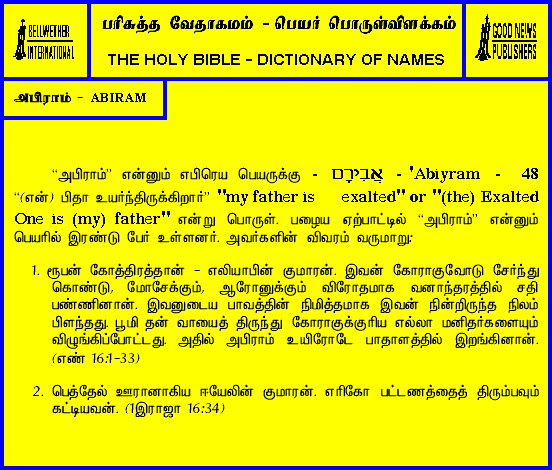 BELLWETHER
INTERNATIONAL
பரிசுத்த வேதாகமம் - பெயர் பொருள்விளக்கம்
THE HOLY BIBLE - DICTIONARY OF NAMES
GOOD NEWS
PUBLISHERS
அபிராம் - ABIRAM
“அபிராம்” என்னும் எபிரெய பெயருக்கு - אֲבִירָם - 'Abiyram - 48
“(என்) பிதா உயர்ந்திருக்கிறார்” "my father is exalted" or "(the) Exalted
One is (my) father" என்று பொருள். பழைய ஏற்பாட்டில் “அபிராம்” என்னும்
பெயரில் இரண்டு பேர் உள்ளனர். அவர்களின் விவரம் வருமாறு:
1. ரூபன் கோத்திரத்தான் - எலியாபின் குமாரன். இவன் கோராகுவோடு சேர்ந்து
கொண்டு, மோசேக்கும், ஆரோனுக்கும் விரோதமாக வனாந்தரத்தில் சதி
பண்ணினான். இவனுடைய பாவத்தின் நிமித்தமாக இவன் நின்றிருந்த நிலம்
பிளந்தது. பூமி தன் வாயைத் திருந்து கோராகுக்குரிய எல்லா மனிதர்களையும்
விழுங்கிப்போட்டது. அதில் அபிராம் உயிரோடே பாதாளத்தில் இறங்கினான்.
(எண் 16:1-33)
2. பெத்தேல் ஊரானாகிய ஈயேலின் குமாரன். எரிகோ பட்டணத்தைத் திரும்பவும்
கட்டியவன். (1இராஜா 16:34)